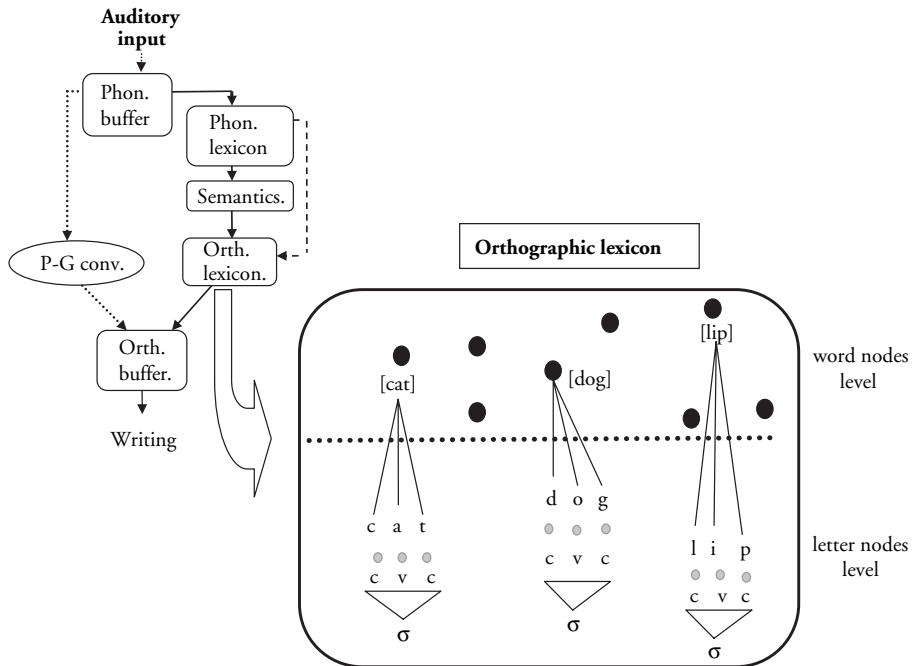 Auditory
input
Phon.
buffer
Phon.
lexicon
Semantics.
P-G conv.
Orth.
lexicon.
Orth.
buffer.
Writing
Orthographic lexicon
[lip]
[cat]
[dog]
word nodes
level
d o g
c a t
l i p
c v c
c v c
c v c
σ
σ
σ
letter nodes
level